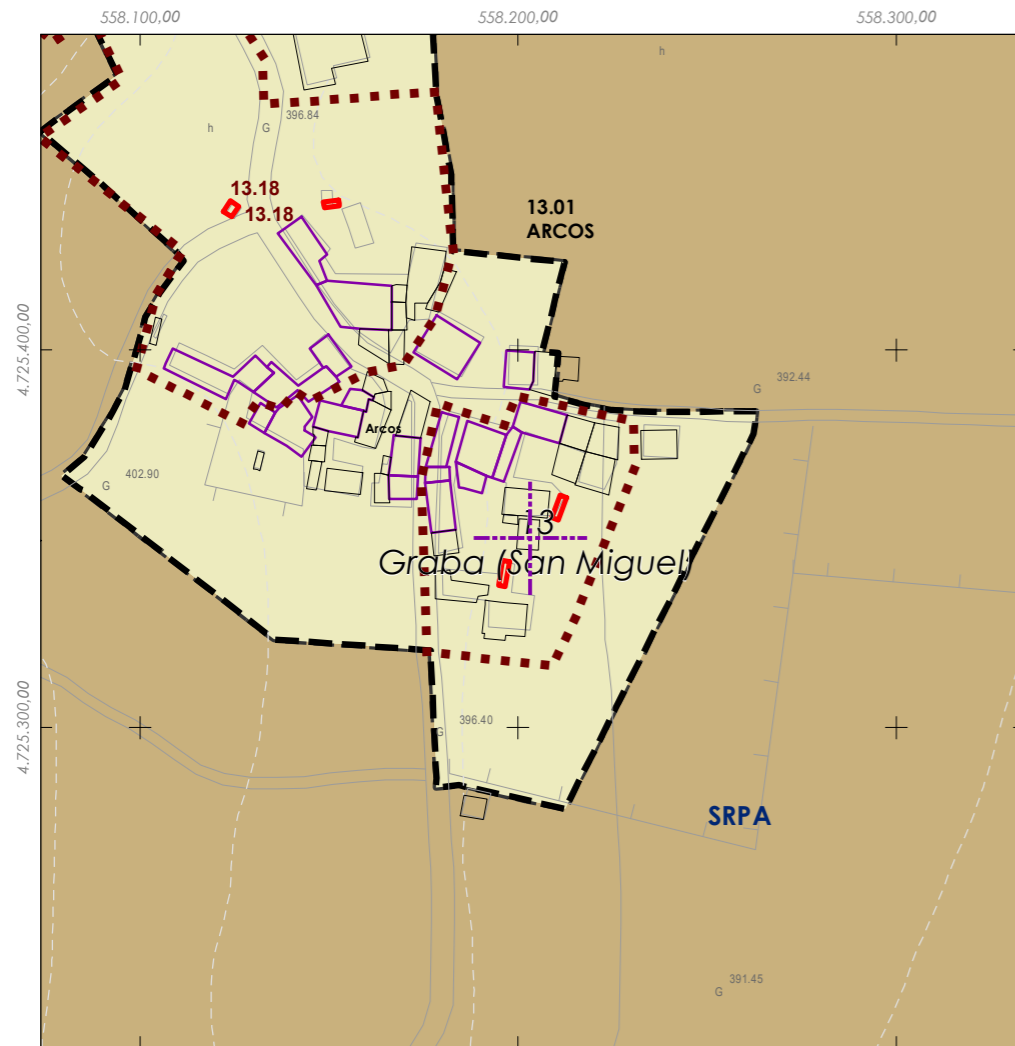 558.100,00
558.200,00
558.300,00
h
396.84
h
G
13.18
13.18
13.01
ARCOS
4.725.400,00
392.44
G
Arcos
402.90
G
13
Graba (San Miguel)
4.725.300,00
396.40
G
SRPA
391.45
G